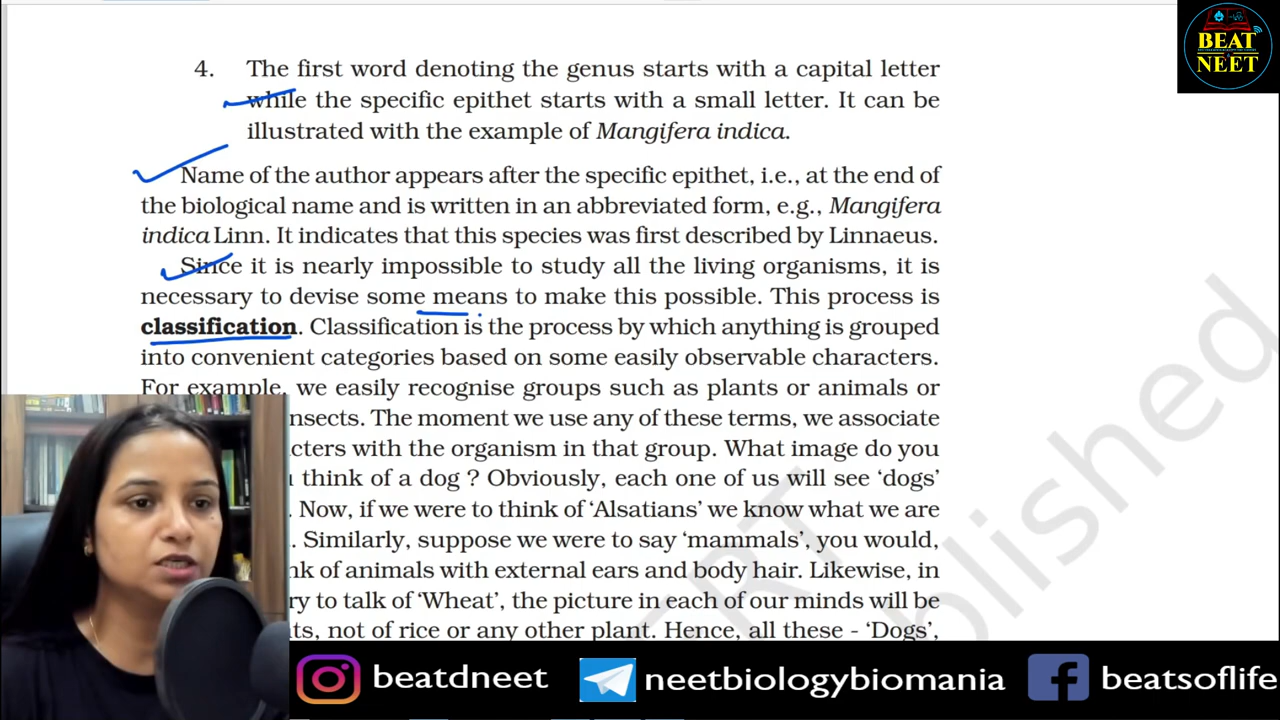 BEAT
NEET
4. The first word denoting the genus starts with a capital letter
while the specific epithet starts with a small letter. It can be
illustrated with the example of Mangifera indica.
Name of the author appears after the specific epithet, i.e., at the end of
the biological name and is written in an abbreviated form, e.g., Mangifera
indica Linn. It indicates that this species was first described by Linnaeus.
Since it is nearly impossible to study all the living organisms, it is
necessary to devise some means to make this possible. This process is
classification. Classification is the process by which anything is grouped
into convenient categories based on some easily observable characters.
For example, we easily recognise groups such as plants or animals or
nsects. The moment we use any of these terms, we associate
cters with the organism in that group. What image do you
think of a dog ? Obviously, each one of us will see ‘dogs’
. Now, if we were to think of ‘Alsatians’ we know what we are
. Similarly, suppose we were to say ‘mammals’, you would,
nk of animals with external ears and body hair. Likewise, in
ry to talk of ‘Wheat’, the picture in each of our minds will be
ts, not of rice or any other plant. Hence, all these - ‘Dogs’,
beatdneet
neetbiologybiomania
beatsoflife